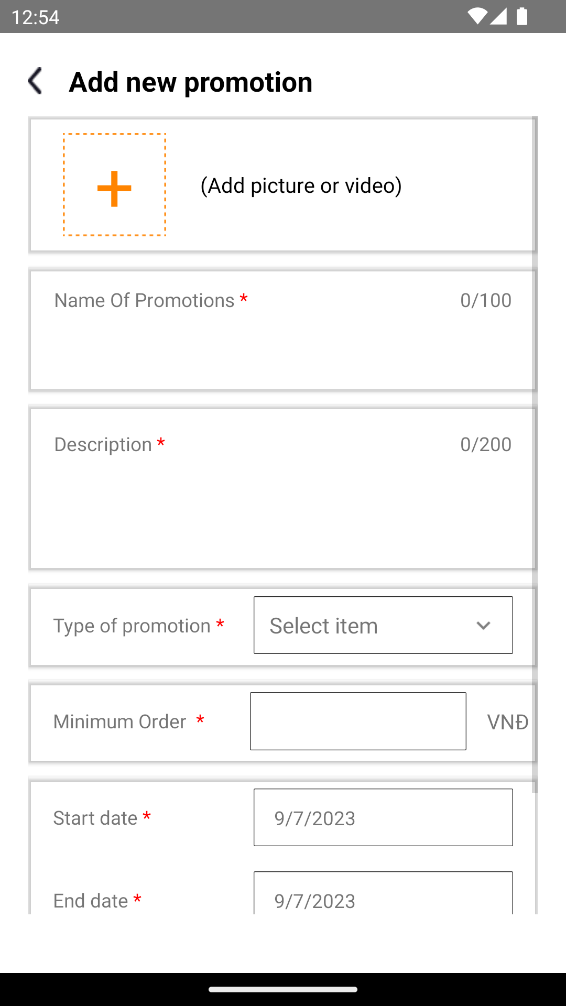 12:54
Add new promotion
(Add picture or video)
Name Of Promotions * 0/100
Description * 0/200
Type of promotion * Select item
Minimum Order * VNĐ
Start date * 9/7/2023
End date * 9/7/2023